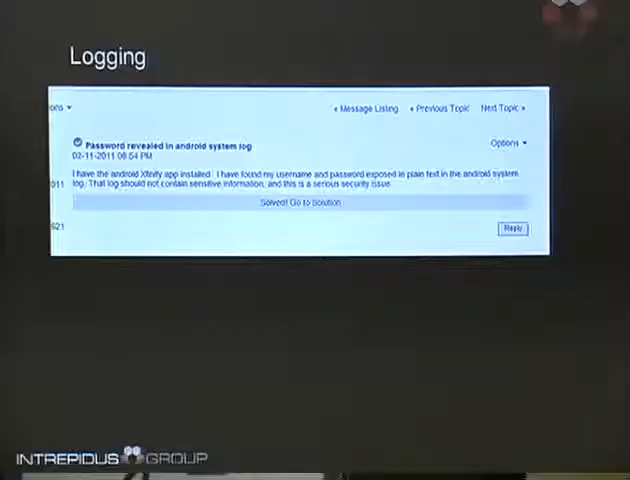 Logging
ons
« Message Listing « Previous Topic Next Topic »
Password revealed in android system log
Options
02-11-2011 08:54 PM
I have the android Xfinity app installed. I have found my username and password exposed in plain text in the android system
011 log. That log should not contain sensitive information, and this is a serious security issue.
Solved! Go to Solution
621
Reply
INTREPIDUS GROUP